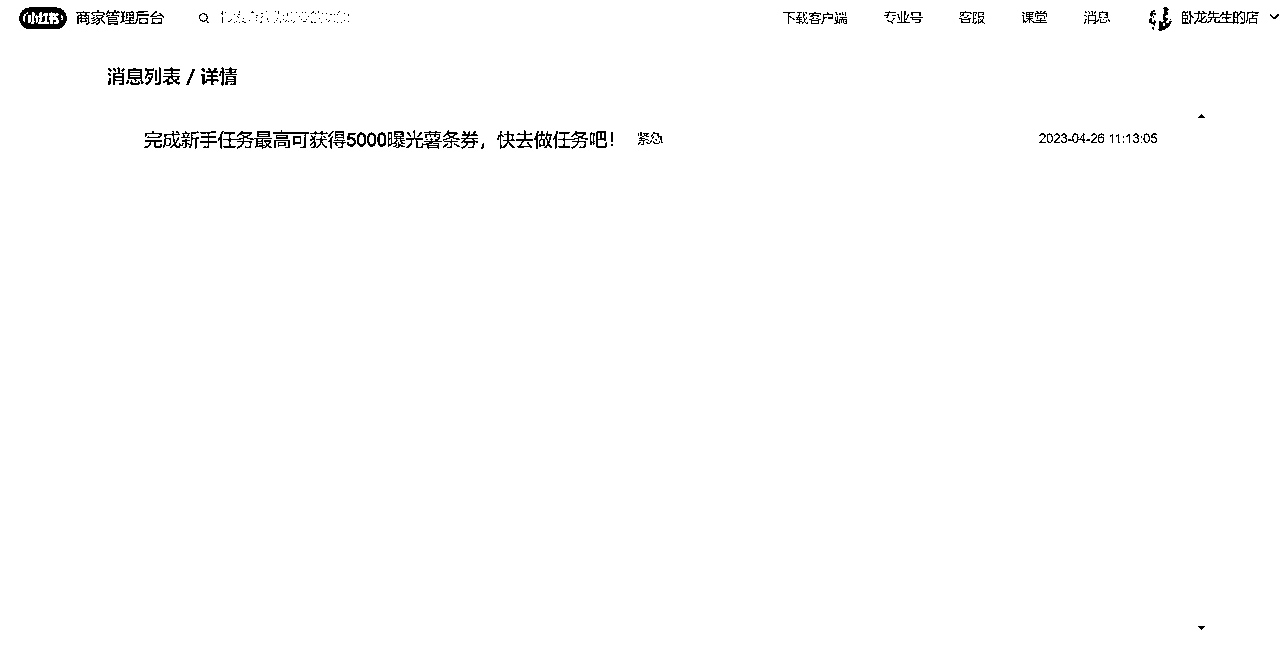 小红书 商家管理后台 下载客户端 专业号 客服 课堂 消息 卧龙先生的店
消息列表 / 详情
完成新手任务最高可获得5000曝光薯条券，快去做任务吧！ 紧急 2023-04-26 11:13:05